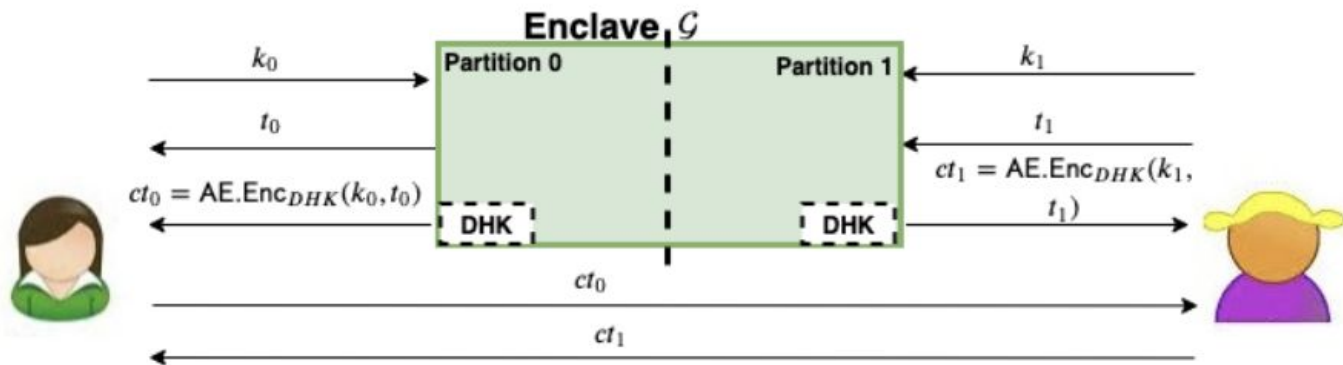 Enclave 𝒢
Partition 0
Partition 1
k₀
k₁
t₀
t₁
ct₀ = AE.Enc_DHK(k₀, t₀)
ct₁ = AE.Enc_DHK(k₁,
t₁)
DHK
DHK
ct₀
ct₁